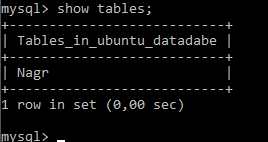 mysql> show tables;
+-------------------------+
| Tables_in_ubuntu_datadabe |
+-------------------------+
| Nagr |
+-------------------------+
1 row in set (0,00 sec)
mysql> _